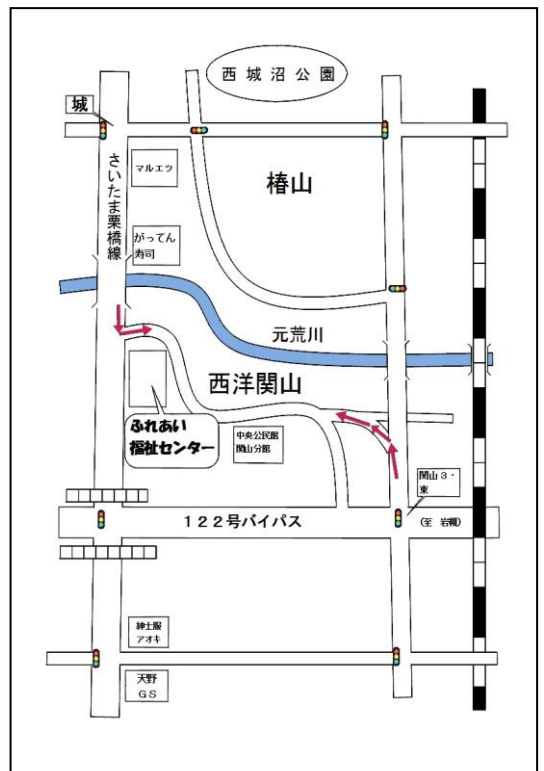 西城沼公園
城
さいたま栗橋線
マルエツ
椿山
がってん
寿司
元荒川
西洋関山
ふれあい
福祉センター
中央公民館
関山分館
関山3・
東
122号バイパス
(至 岩槻)
紳士服
アオキ
天野
GS